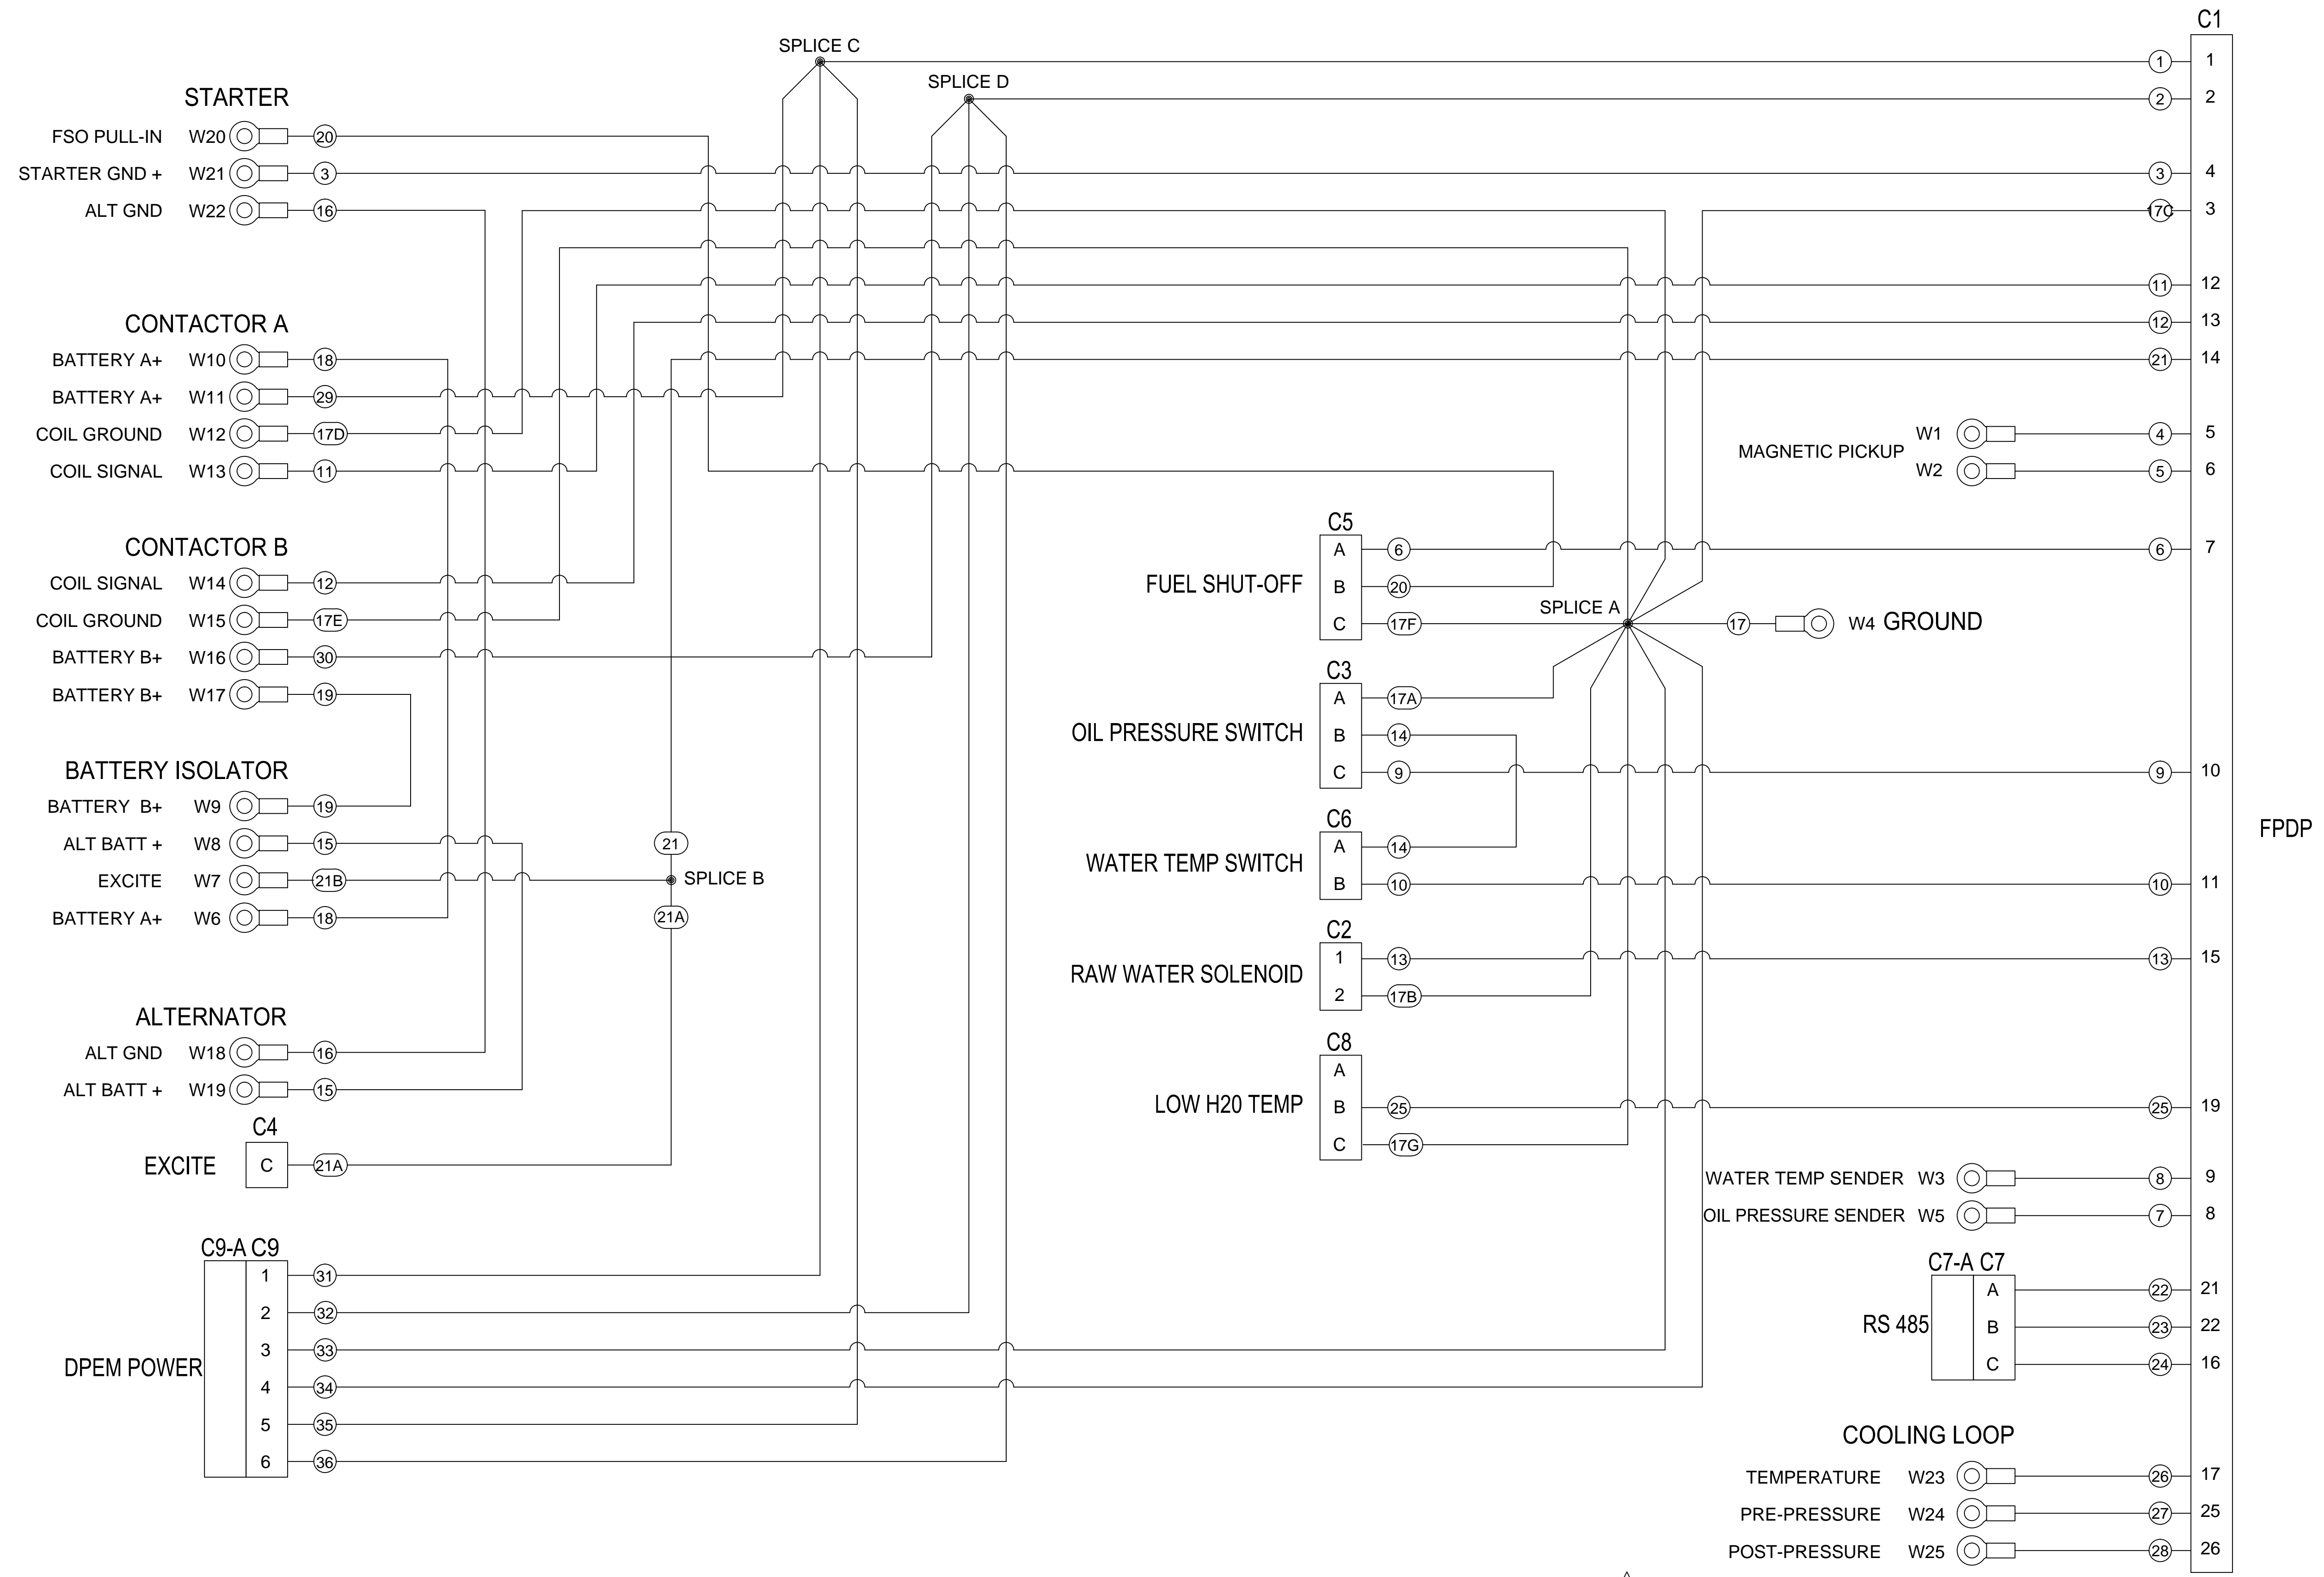 C1
SPLICE C
1 1
SPLICE D
2 2
STARTER
FSO PULL-IN W20 20
STARTER GND + W21 3 3 4
ALT GND W22 16 17C 3
11 12
CONTACTOR A
12 13
BATTERY A+ W10 18 21 14
BATTERY A+ W11 29
COIL GROUND W12 17D
COIL SIGNAL W13 11
MAGNETIC PICKUP
W1 4 5
W2 5 6
CONTACTOR B
COIL SIGNAL W14 12
COIL GROUND W15 17E
BATTERY B+ W16 30
BATTERY B+ W17 19
C5
FUEL SHUT-OFF
A 6 6 7
B 20
C 17F
SPLICE A
17 W4 GROUND
C3
OIL PRESSURE SWITCH
A 17A
B 14
C 9 9 10
BATTERY ISOLATOR
BATTERY B+ W9 19
ALT BATT + W8 15
EXCITE W7 21B
BATTERY A+ W6 18
21
SPLICE B
21A
C6
WATER TEMP SWITCH
A 14
B 10 10 11
FPDP
C2
RAW WATER SOLENOID
1 13 13 15
2 17B
ALTERNATOR
ALT GND W18 16
ALT BATT + W19 15
C8
LOW H20 TEMP
A
B 25 25 19
C 17G
C4
EXCITE C 21A
WATER TEMP SENDER W3 8 9
OIL PRESSURE SENDER W5 7 8
C9-A C9
DPEM POWER
1 31
2 32
3 33
4 34
5 35
6 36
C7-A C7
RS 485
A 22 21
B 23 22
C 24 16
COOLING LOOP
TEMPERATURE W23 26 17
PRE-PRESSURE W24 27 25
POST-PRESSURE W25 28 26